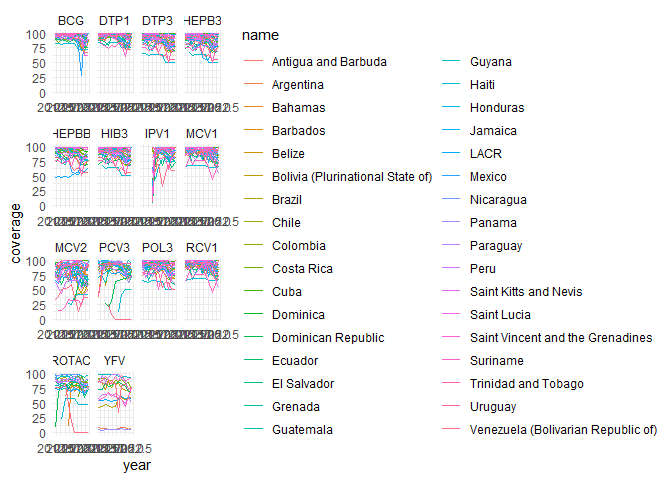 BCG DTP1 DTP3 HEPB3
100
75
50
25
0
HEPBB HIB3 IPV1 MCV1
100
75
50
25
0
MCV2 PCV3 POL3 RCV1
100
75
50
25
0
ROTAC YFV
100
75
50
25
0
coverage
year
name
Antigua and Barbuda
Argentina
Bahamas
Barbados
Belize
Bolivia (Plurinational State of)
Brazil
Chile
Colombia
Costa Rica
Cuba
Dominica
Dominican Republic
Ecuador
El Salvador
Grenada
Guatemala
Guyana
Haiti
Honduras
Jamaica
LACR
Mexico
Nicaragua
Panama
Paraguay
Peru
Saint Kitts and Nevis
Saint Lucia
Saint Vincent and the Grenadines
Suriname
Trinidad and Tobago
Uruguay
Venezuela (Bolivarian Republic of)